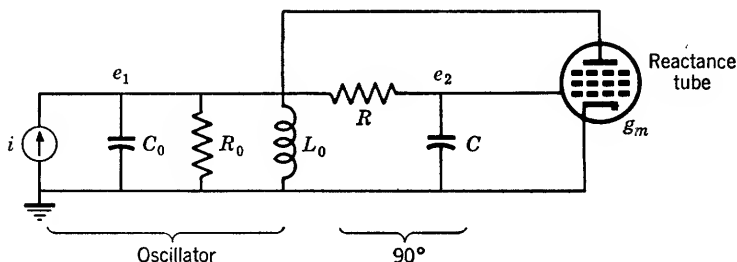 Reactance
tube
e₁
e₂
R
i
C₀
R₀
L₀
C
gₘ
Oscillator
90°